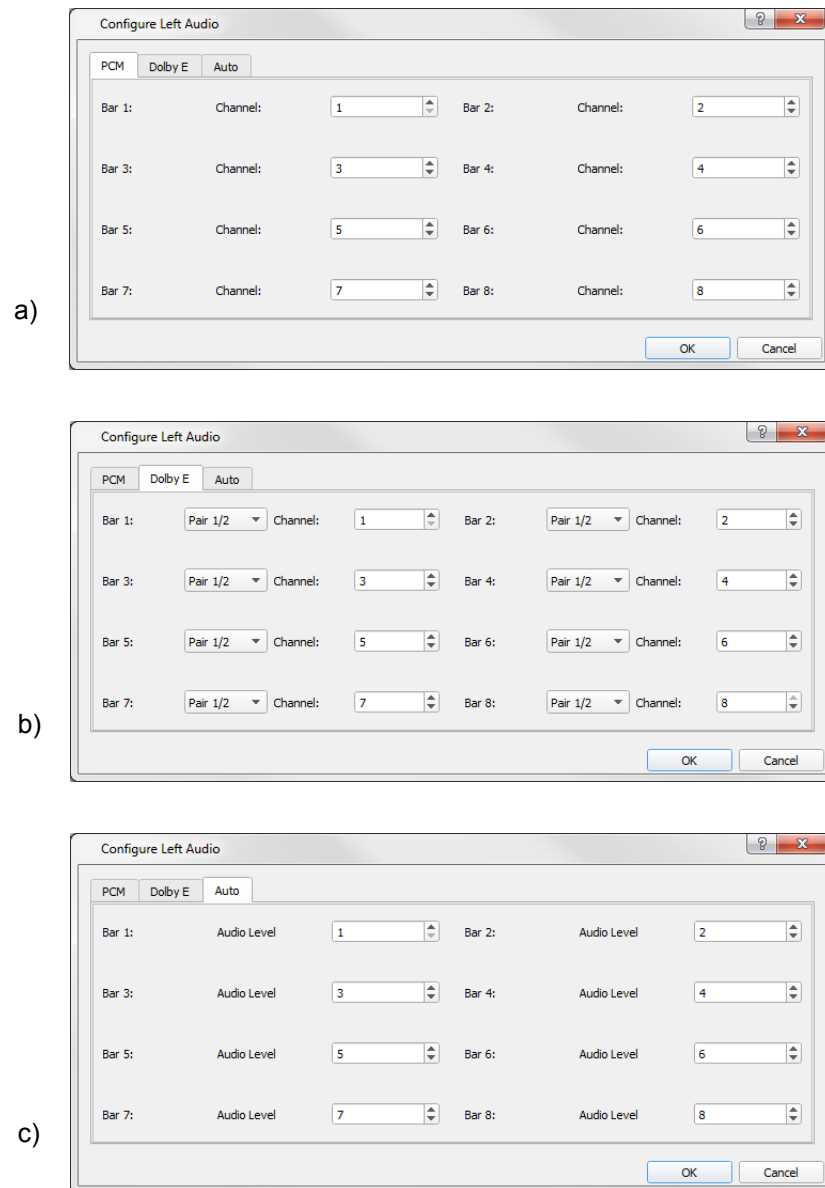 Configure Left Audio
PCM Dolby E Auto
Bar 1: Channel: 1 Bar 2: Channel: 2
Bar 3: Channel: 3 Bar 4: Channel: 4
Bar 5: Channel: 5 Bar 6: Channel: 6
Bar 7: Channel: 7 Bar 8: Channel: 8
a)
OK Cancel
Configure Left Audio
PCM Dolby E Auto
Bar 1: Pair 1/2 Channel: 1 Bar 2: Pair 1/2 Channel: 2
Bar 3: Pair 1/2 Channel: 3 Bar 4: Pair 1/2 Channel: 4
Bar 5: Pair 1/2 Channel: 5 Bar 6: Pair 1/2 Channel: 6
Bar 7: Pair 1/2 Channel: 7 Bar 8: Pair 1/2 Channel: 8
b)
OK Cancel
Configure Left Audio
PCM Dolby E Auto
Bar 1: Audio Level 1 Bar 2: Audio Level 2
Bar 3: Audio Level 3 Bar 4: Audio Level 4
Bar 5: Audio Level 5 Bar 6: Audio Level 6
Bar 7: Audio Level 7 Bar 8: Audio Level 8
c)
OK Cancel